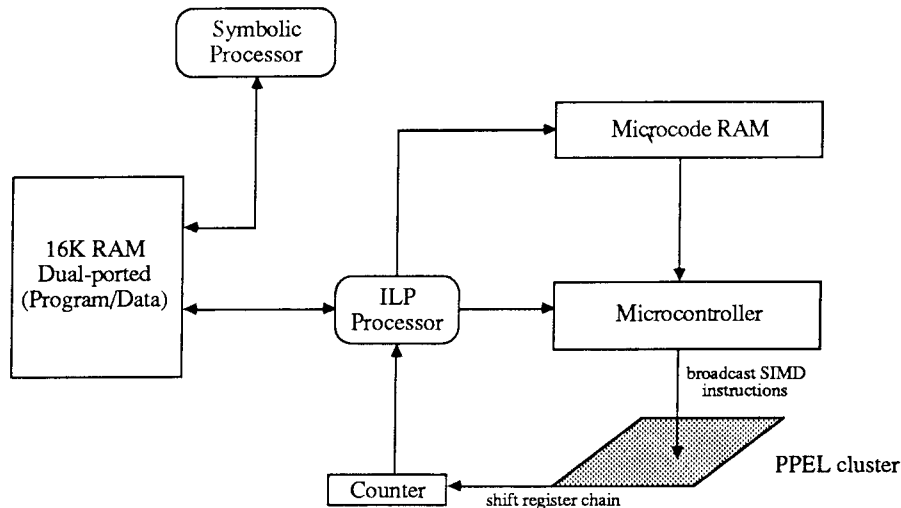 Symbolic
Processor
Microcode RAM
16K RAM
Dual-ported
(Program/Data)
ILP
Processor
Microcontroller
broadcast SIMD
instructions
PPEL cluster
Counter
shift register chain